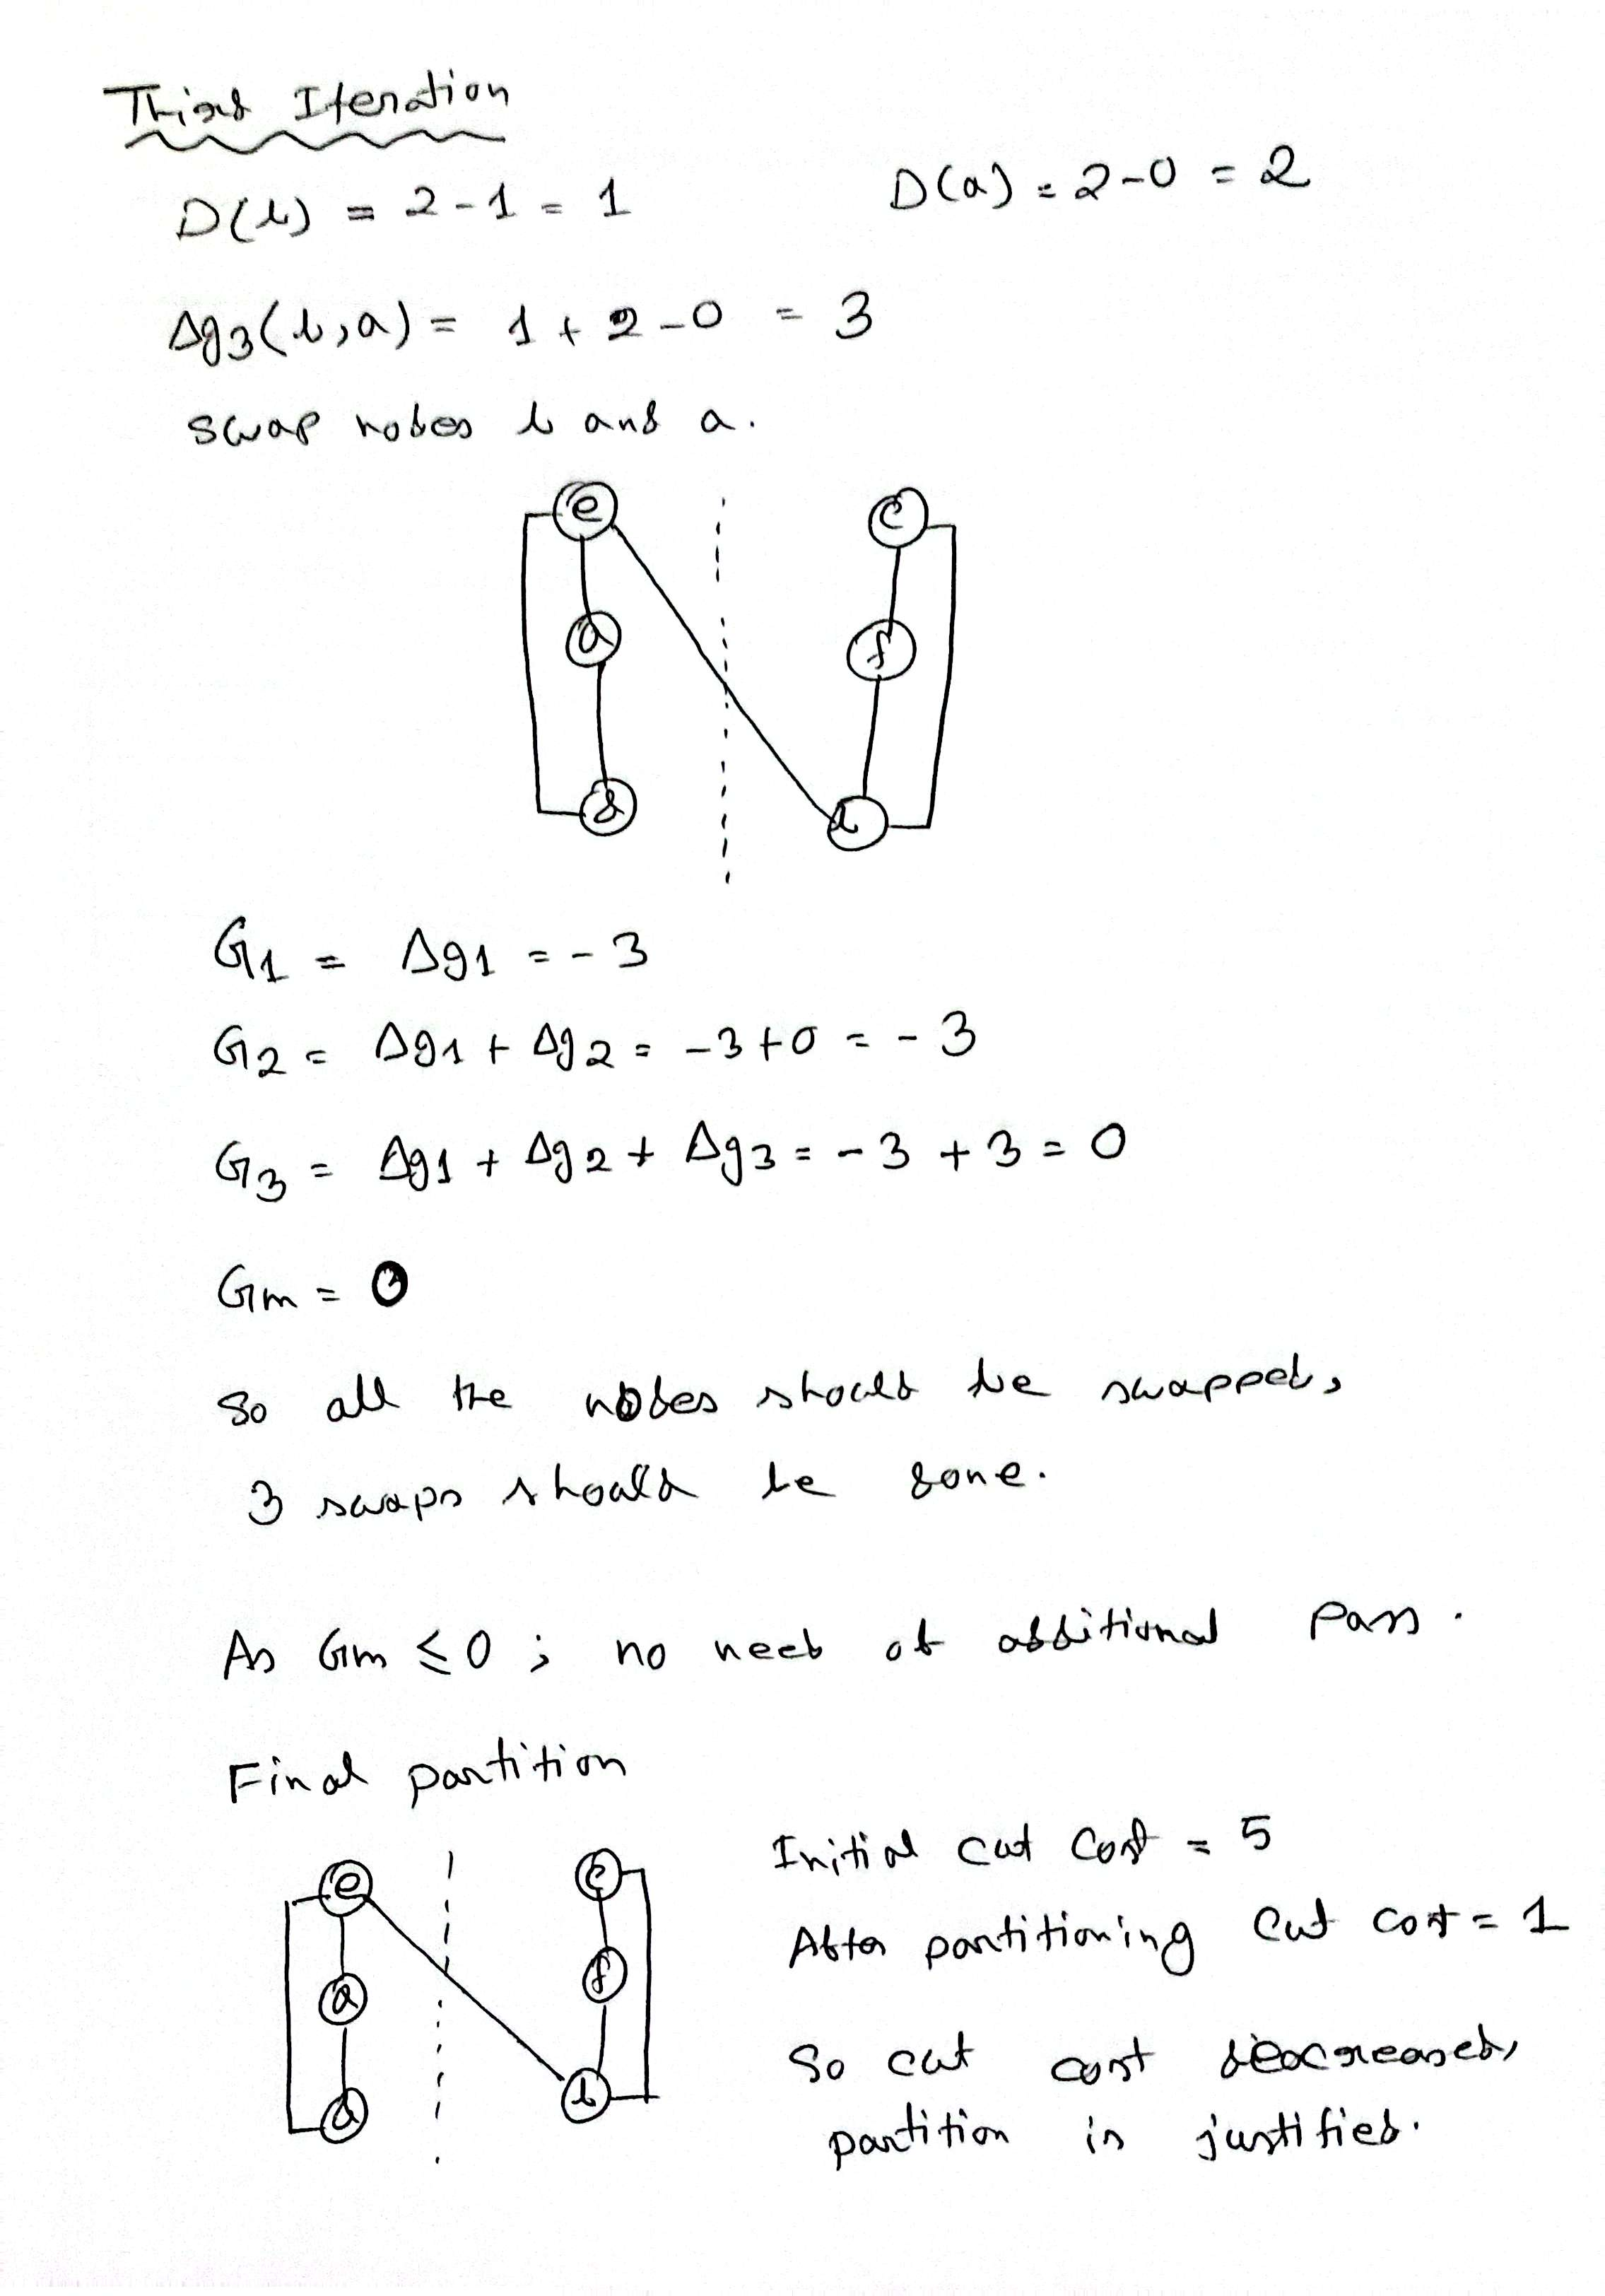 Third Iteration
D(b) = 2-1 = 1
D(a) = 2-0 = 2
Δg3(b,a) = 1 + 2 - 0 = 3
swap nodes b and a.
e
c
a
f
d
b
G1 = Δg1 = -3
G2 = Δg1 + Δg2 = -3+0 = -3
G3 = Δg1 + Δg2 + Δg3 = -3 + 3 = 0
Gm = 0
so all the nodes should be swapped,
3 swaps should be done.
As Gm ≤ 0 ; no need of additional pass.
Final partition
Initial cut cost = 5
After partitioning cut cost = 1
So cut cost decreased,
partition is justified.
e
c
a
f
d
b